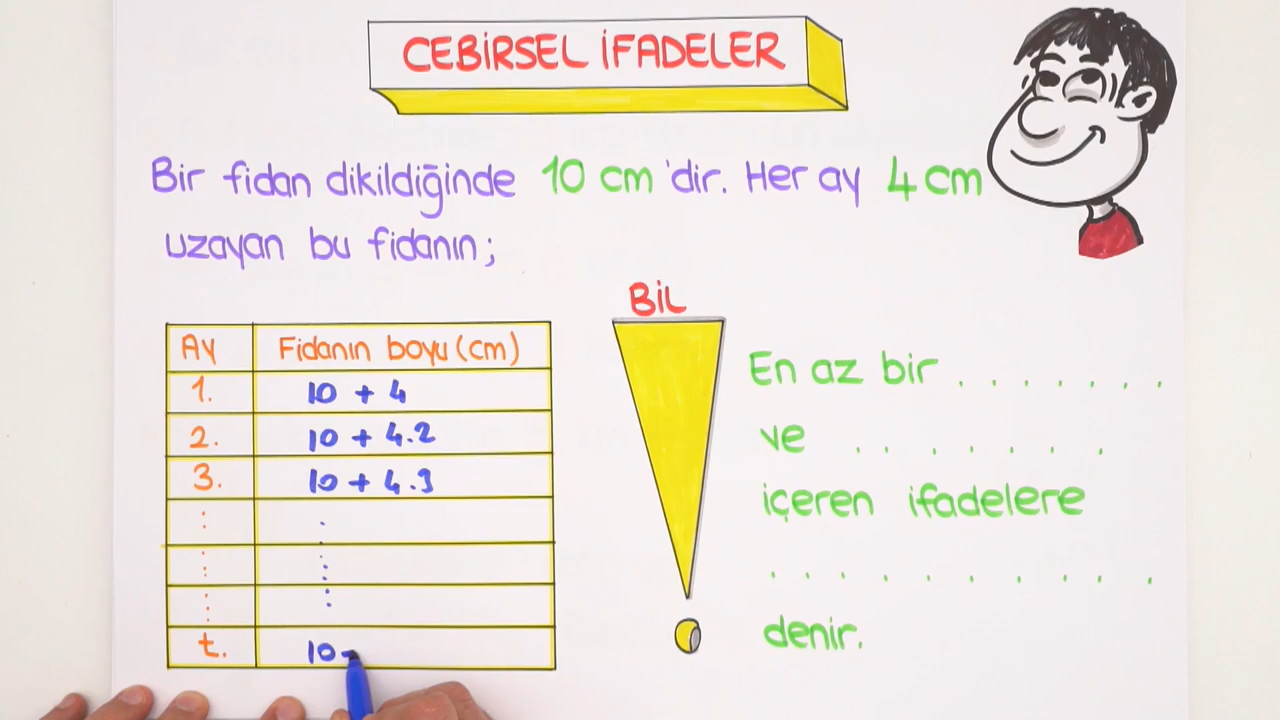 CEBİRSEL İFADELER
Bir fidan dikildiğinde 10 cm 'dir. Her ay 4 cm
uzayan bu fidanın;
Ay Fidanın boyu (cm)
1. 10 + 4
2. 10 + 4.2
3. 10 + 4.3
: .
: :
: .
t. 10 -
BİL
En az bir . . . . . . .
ve . . . . . . .
içeren ifadelere
. . . . . . . . . . .
denir.